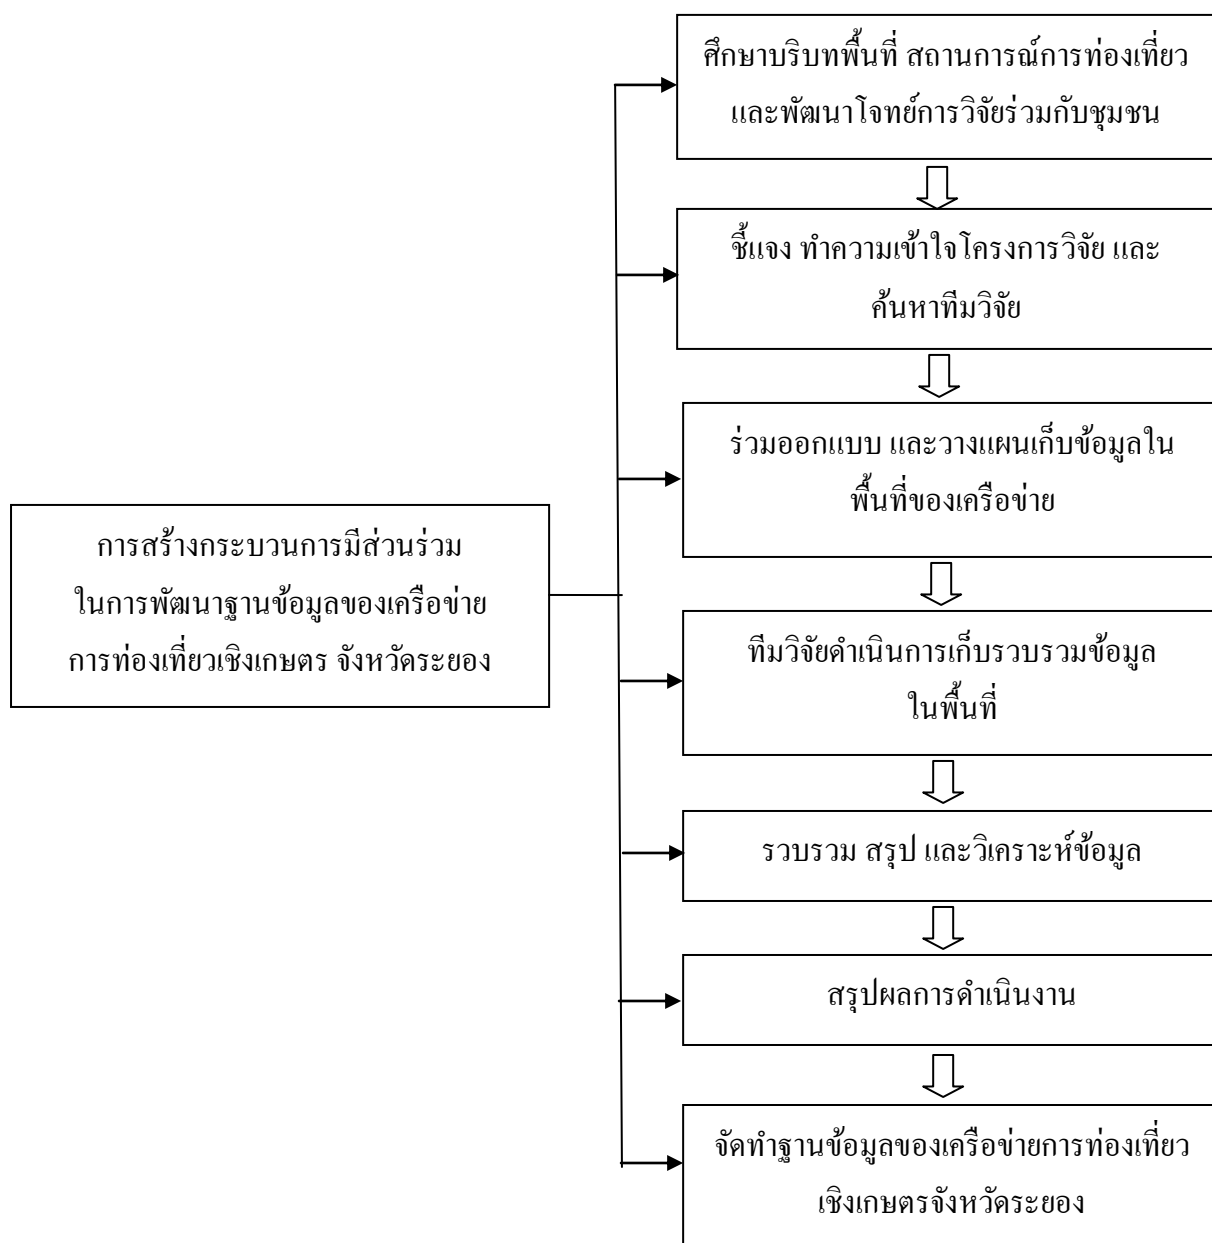 ศึกษาบริบทพื้นที่ สถานการณ์การท่องเที่ยว
และพัฒนาโจทย์การวิจัยร่วมกับชุมชน
ชี้แจง ทำความเข้าใจโครงการวิจัย และ
ค้นหาทีมวิจัย
ร่วมออกแบบ และวางแผนเก็บข้อมูลใน
พื้นที่ของเครือข่าย
การสร้างกระบวนการมีส่วนร่วม
ในการพัฒนาฐานข้อมูลของเครือข่าย
การท่องเที่ยวเชิงเกษตร จังหวัดระยอง
ทีมวิจัยดำเนินการเก็บรวบรวมข้อมูล
ในพื้นที่
รวบรวม สรุป และวิเคราะห์ข้อมูล
สรุปผลการดำเนินงาน
จัดทำฐานข้อมูลของเครือข่ายการท่องเที่ยว
เชิงเกษตรจังหวัดระยอง